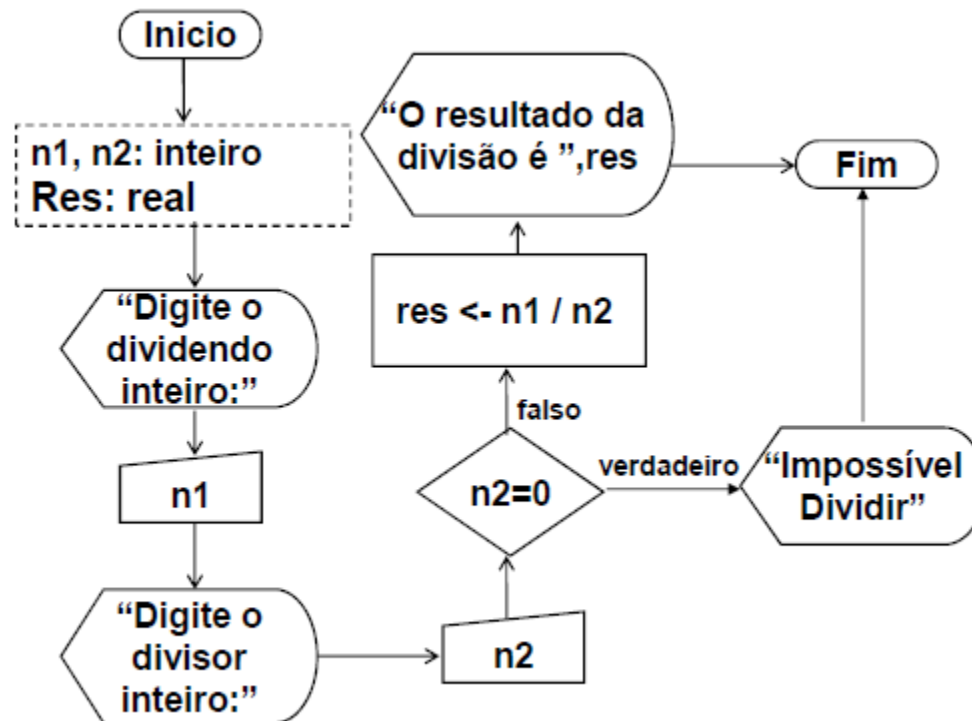 Inicio
n1, n2: inteiro
Res: real
“Digite o
dividendo
inteiro:”
n1
“Digite o
divisor
inteiro:”
n2
n2=0
falso
verdadeiro
res <- n1 / n2
“O resultado da
divisão é ”,res
“Impossível
Dividir”
Fim